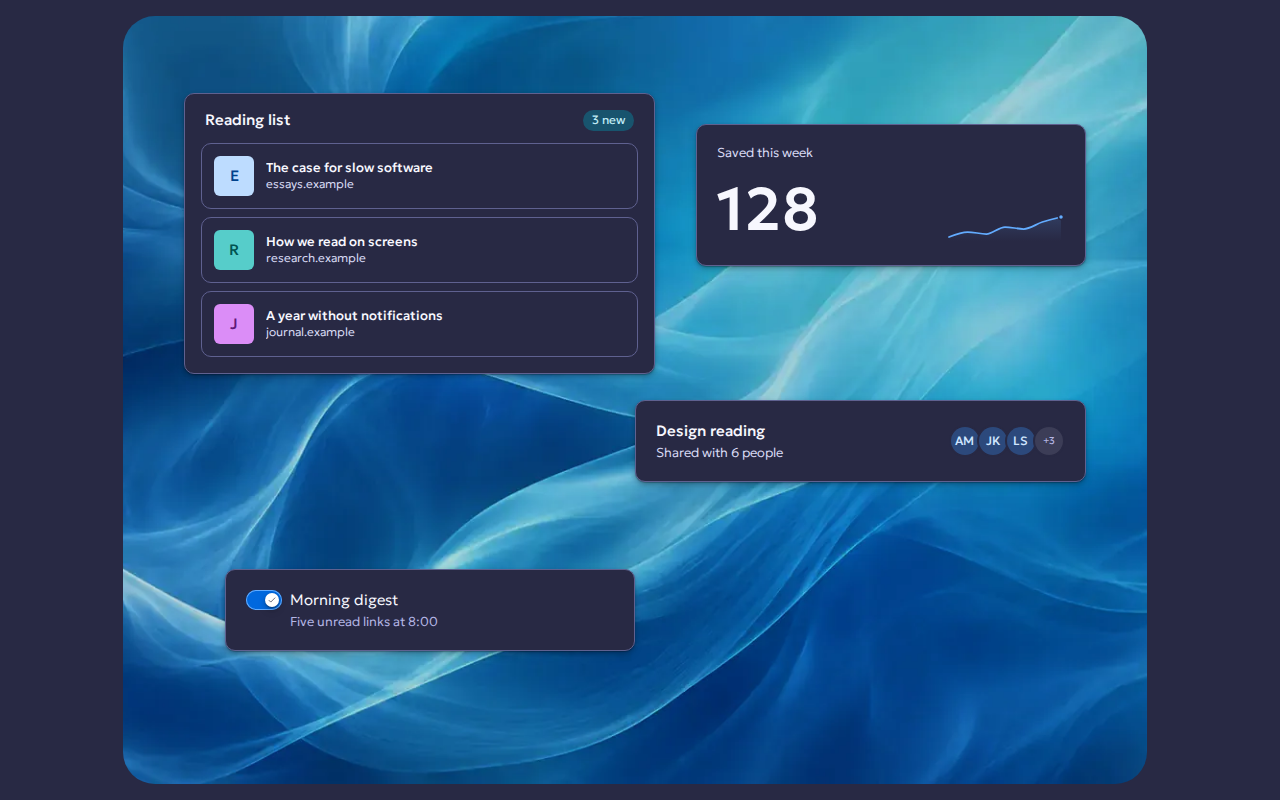 Reading list
3 new
E
The case for slow software
essays.example
R
How we read on screens
research.example
J
A year without notifications
journal.example
Saved this week
128
Design reading
Shared with 6 people
AM JK LS +3
Morning digest
Five unread links at 8:00